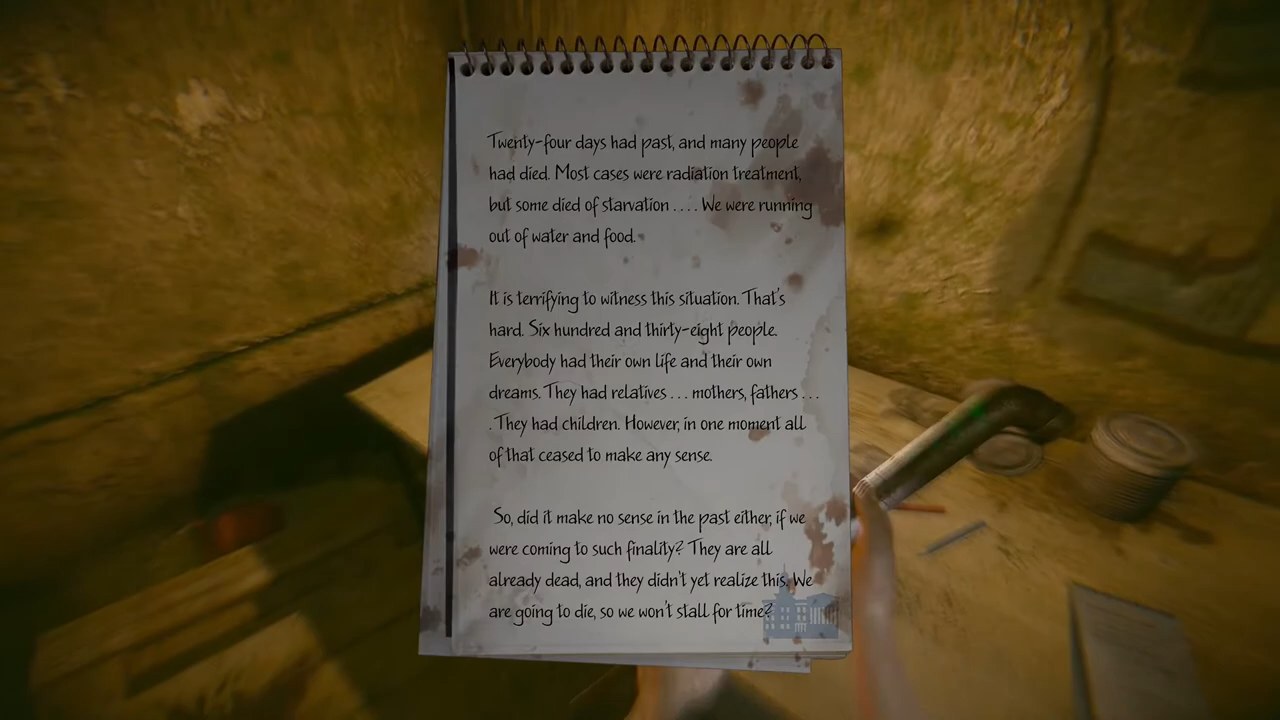 Twenty-four days had past, and many people
had died. Most cases were radiation treatment,
but some died of starvation . . . . We were running
out of water and food.
It is terrifying to witness this situation. That's
hard. Six hundred and thirty-eight people.
Everybody had their own life and their own
dreams. They had relatives . . . mothers, fathers . . .
. They had children. However, in one moment all
of that ceased to make any sense.
So, did it make no sense in the past either, if we
were coming to such finality? They are all
already dead, and they didn't yet realize this. We
are going to die, so we won't stall for time?